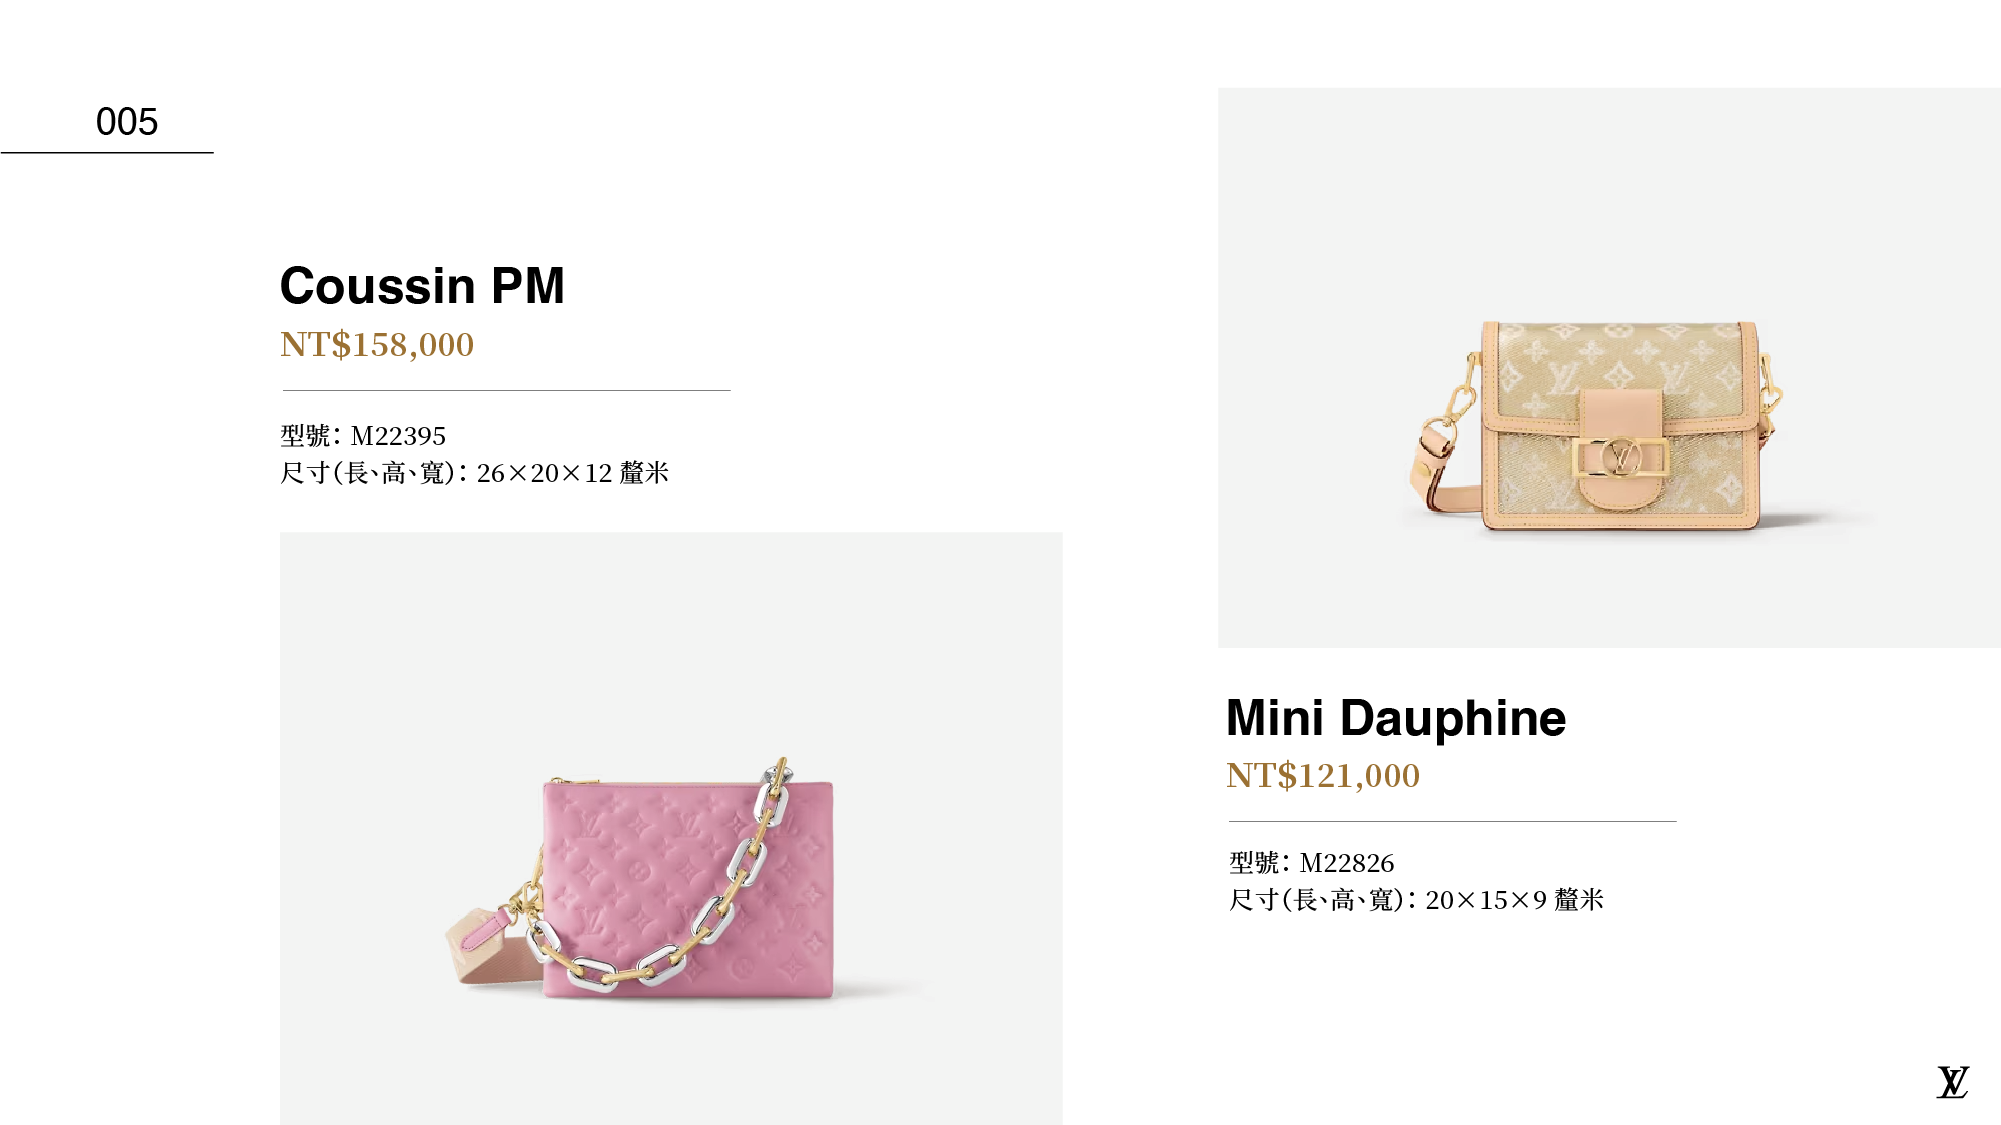 005
Coussin PM
NT$158,000
型號：M22395
尺寸（長、高、寬）：26×20×12 釐米
Mini Dauphine
NT$121,000
型號：M22826
尺寸（長、高、寬）：20×15×9 釐米
LV